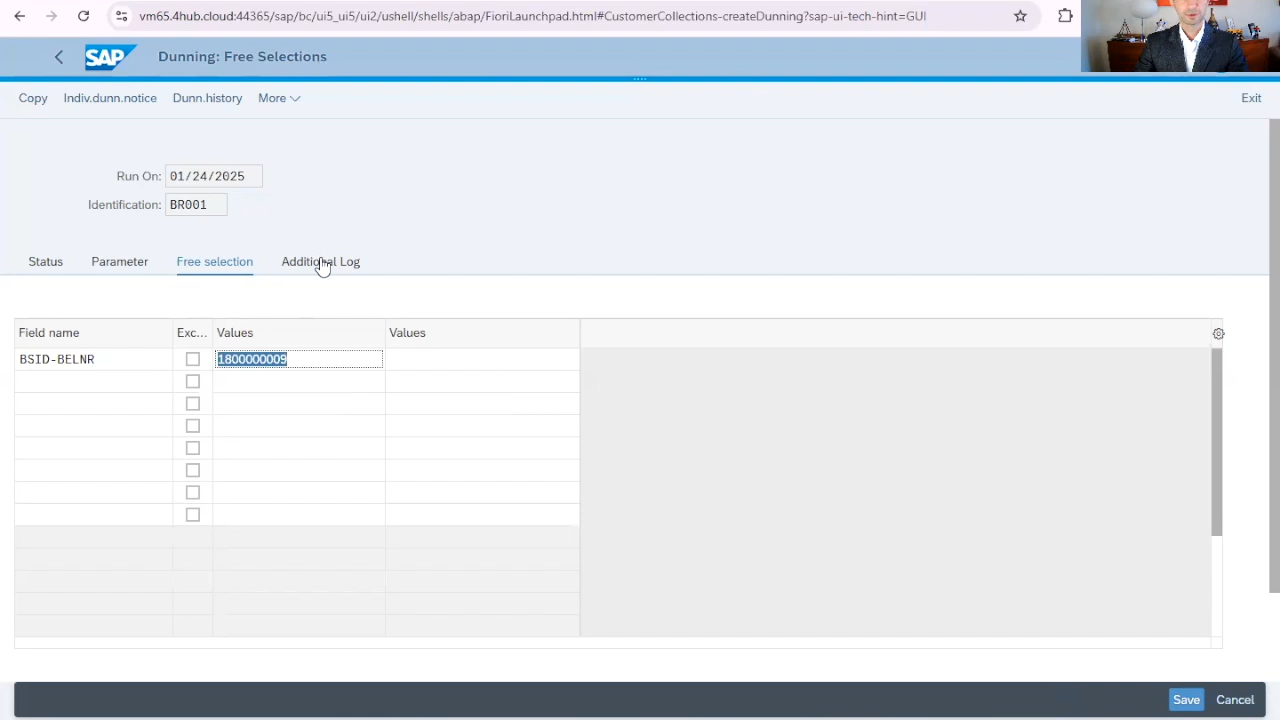 vm65.4hub.cloud:44365/sap/bc/ui5_ui5/ui2/ushell/shells/abap/FioriLaunchpad.html#CustomerCollections-createDunning?sap-ui-tech-hint=GUI
SAP Dunning: Free Selections
Copy Indiv.dunn.notice Dunn.history More Exit
Run On: 01/24/2025
Identification: BR001
Status Parameter Free selection Additional Log
Field name Exc... Values Values
BSID-BELNR 1800000009
Save Cancel